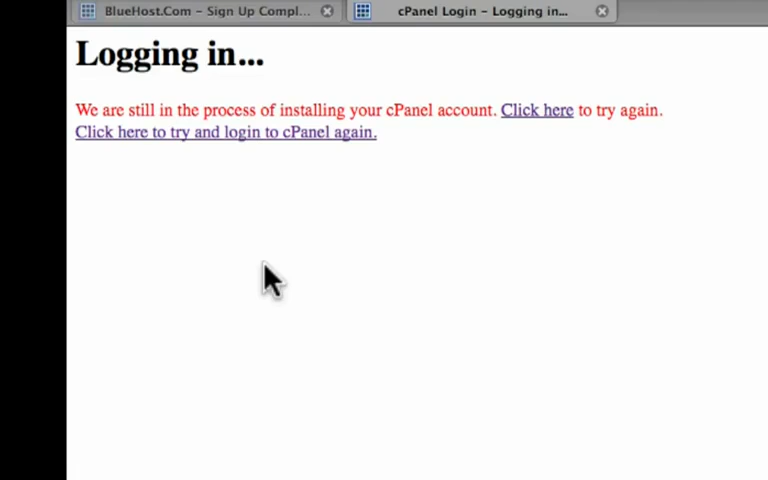 BlueHost.Com - Sign Up Compl... cPanel Login - Logging in...
Logging in...
We are still in the process of installing your cPanel account. Click here to try again.
Click here to try and login to cPanel again.